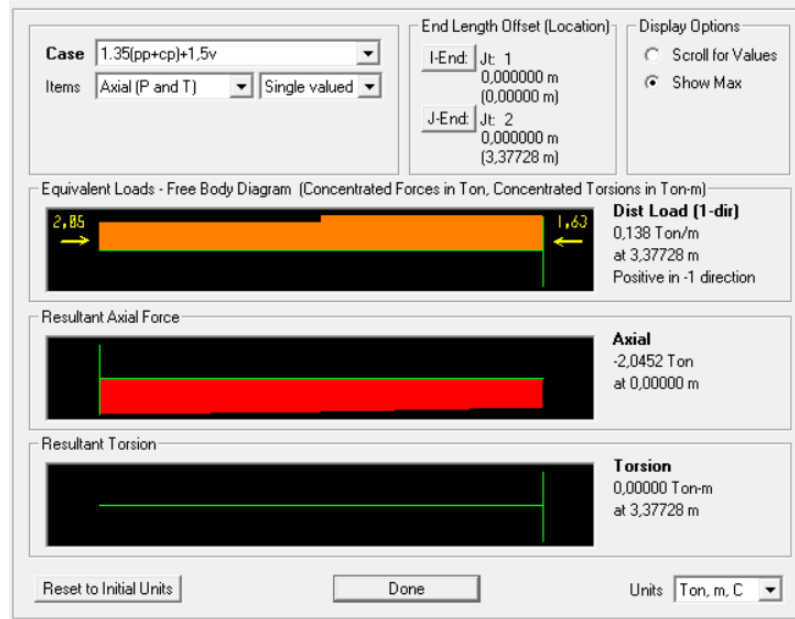 End Length Offset (Location)
Display Options
Case 1.35(pp+cp)+1,5v
Items Axial (P and T) Single valued
I-End: Jt: 1
0,000000 m
(0,00000 m)
J-End: Jt: 2
0,000000 m
(3,37728 m)
Scroll for Values
Show Max
Equivalent Loads - Free Body Diagram (Concentrated Forces in Ton, Concentrated Torsions in Ton-m)
2,05
1,63
Dist Load (1-dir)
0,138 Ton/m
at 3,37728 m
Positive in -1 direction
Resultant Axial Force
Axial
-2,0452 Ton
at 0,00000 m
Resultant Torsion
Torsion
0,00000 Ton-m
at 3,37728 m
Reset to Initial Units
Done
Units Ton, m, C